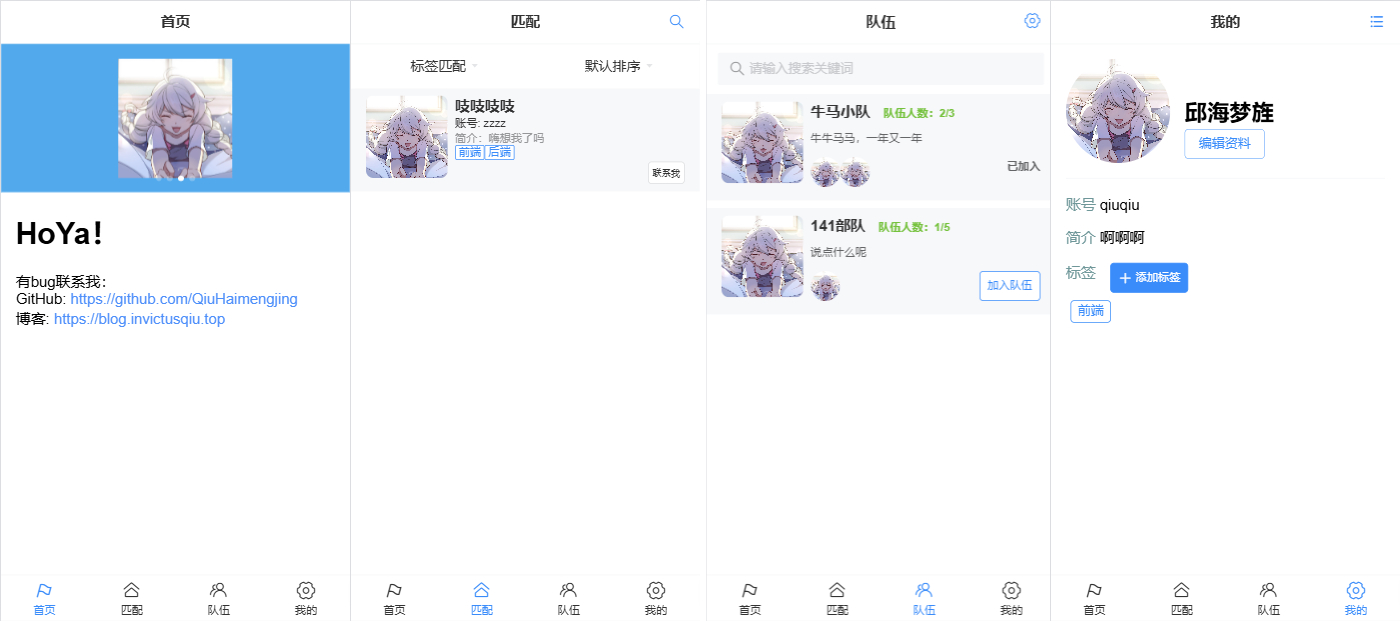 首页
HoYa！
有bug联系我：
GitHub: https://github.com/QiuHaimengjing
博客: https://blog.invictusqiu.top
首页
匹配
队伍
我的
匹配
标签匹配
默认排序
吱吱吱吱
账号: zzzz
简介：嗨想我了吗
前端
后端
联系我
首页
匹配
队伍
我的
队伍
请输入搜索关键词
牛马小队
队伍人数：2/3
牛牛马马，一年又一年
已加入
141部队
队伍人数：1/5
说点什么呢
加入队伍
首页
匹配
队伍
我的
我的
邱海梦旌
编辑资料
账号 qiuqiu
简介 啊啊啊
标签
添加标签
前端
首页
匹配
队伍
我的